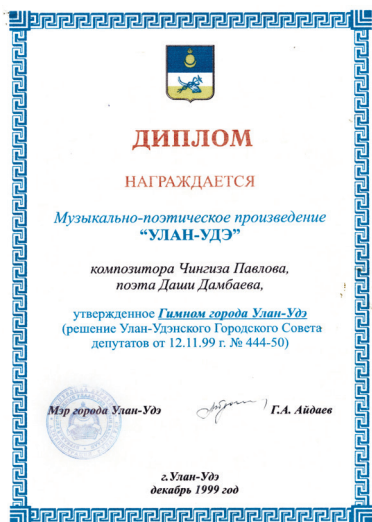 ДИПЛОМ
НАГРАЖДАЕТСЯ
Музыкально-поэтическое произведение
“УЛАН-УДЭ”
композитора Чингиза Павлова,
поэта Даши Дамбаева,
утвержденное Гимном города Улан-Удэ
(решение Улан-Удэнского Городского Совета
депутатов от 12.11.99 г. № 444-50)
Мэр города Улан-Удэ Г.А. Айдаев
г.Улан-Удэ
декабрь 1999 год